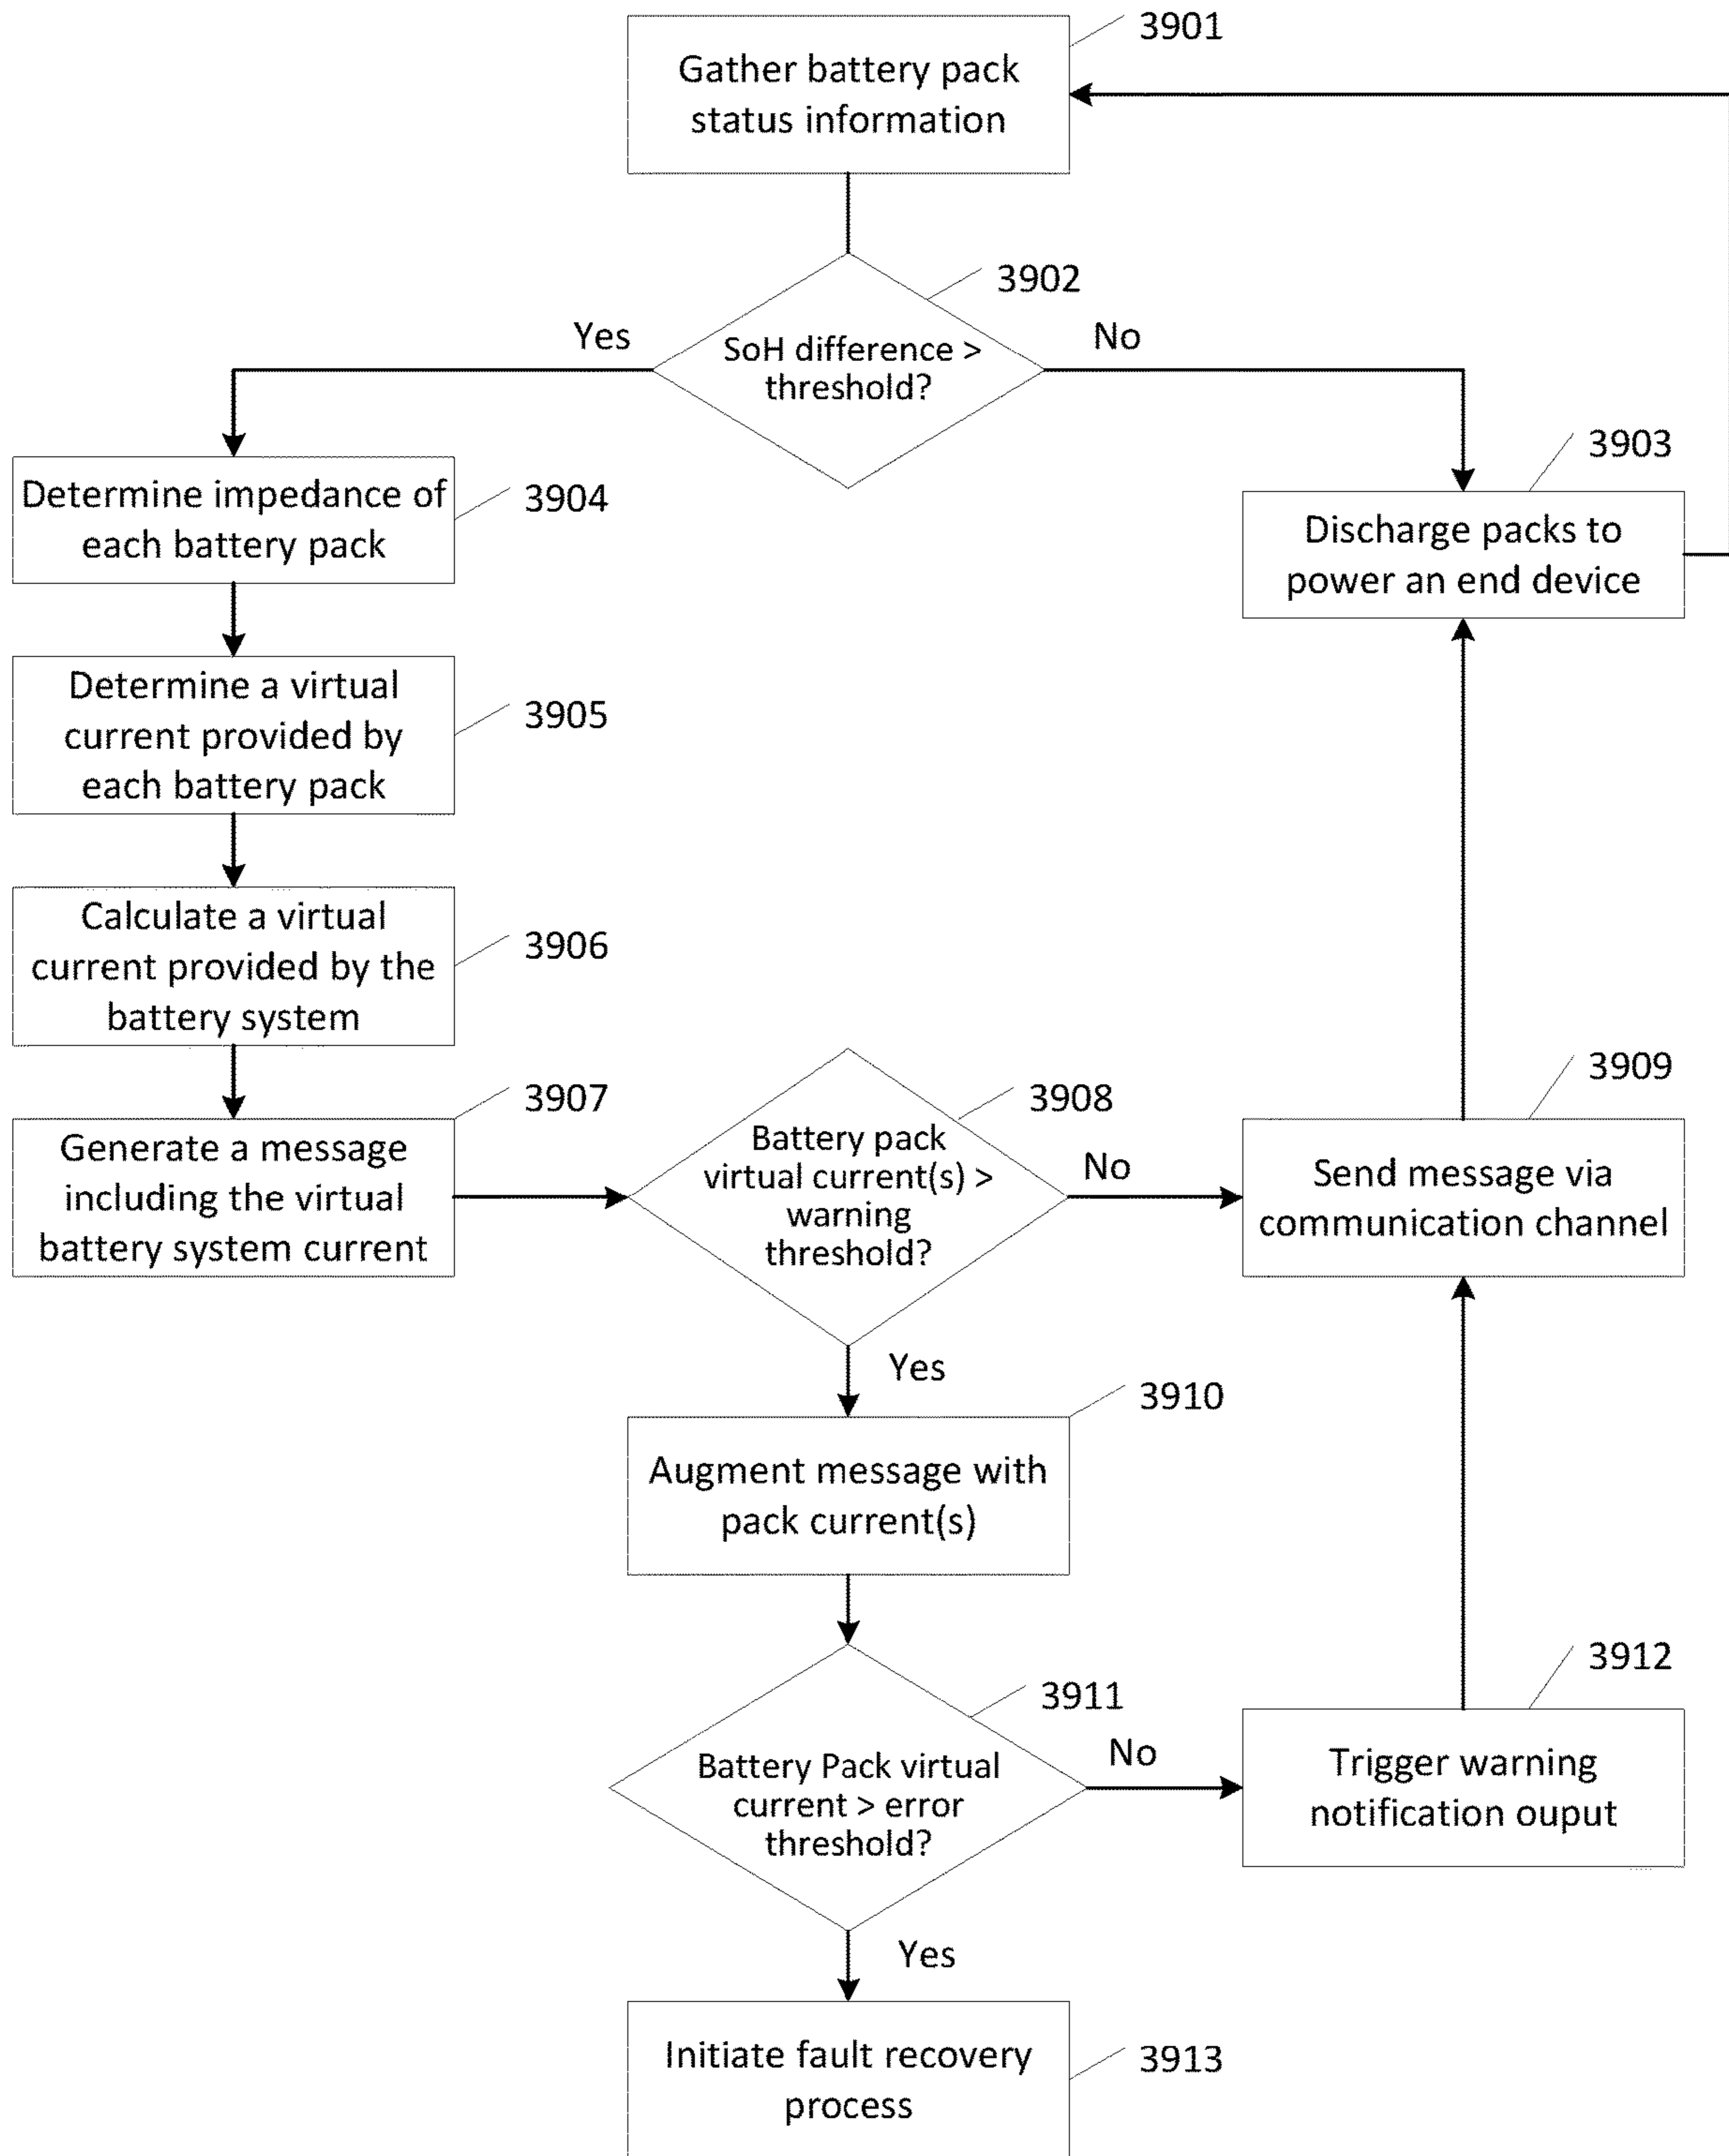 3901
Gather battery pack
status information
3902
Yes
No
SoH difference >
threshold?
3903
Discharge packs to
power an end device
Determine impedance of
each battery pack
3904
Determine a virtual
current provided by
each battery pack
3905
Calculate a virtual
current provided by the
battery system
3906
3907
Generate a message
including the virtual
battery system current
3908
Battery pack
virtual current(s) >
warning
threshold?
No
3909
Send message via
communication channel
Yes
3910
Augment message with
pack current(s)
3911
Battery Pack virtual
current > error
threshold?
No
3912
Trigger warning
notification ouput
Yes
Initiate fault recovery
process
3913